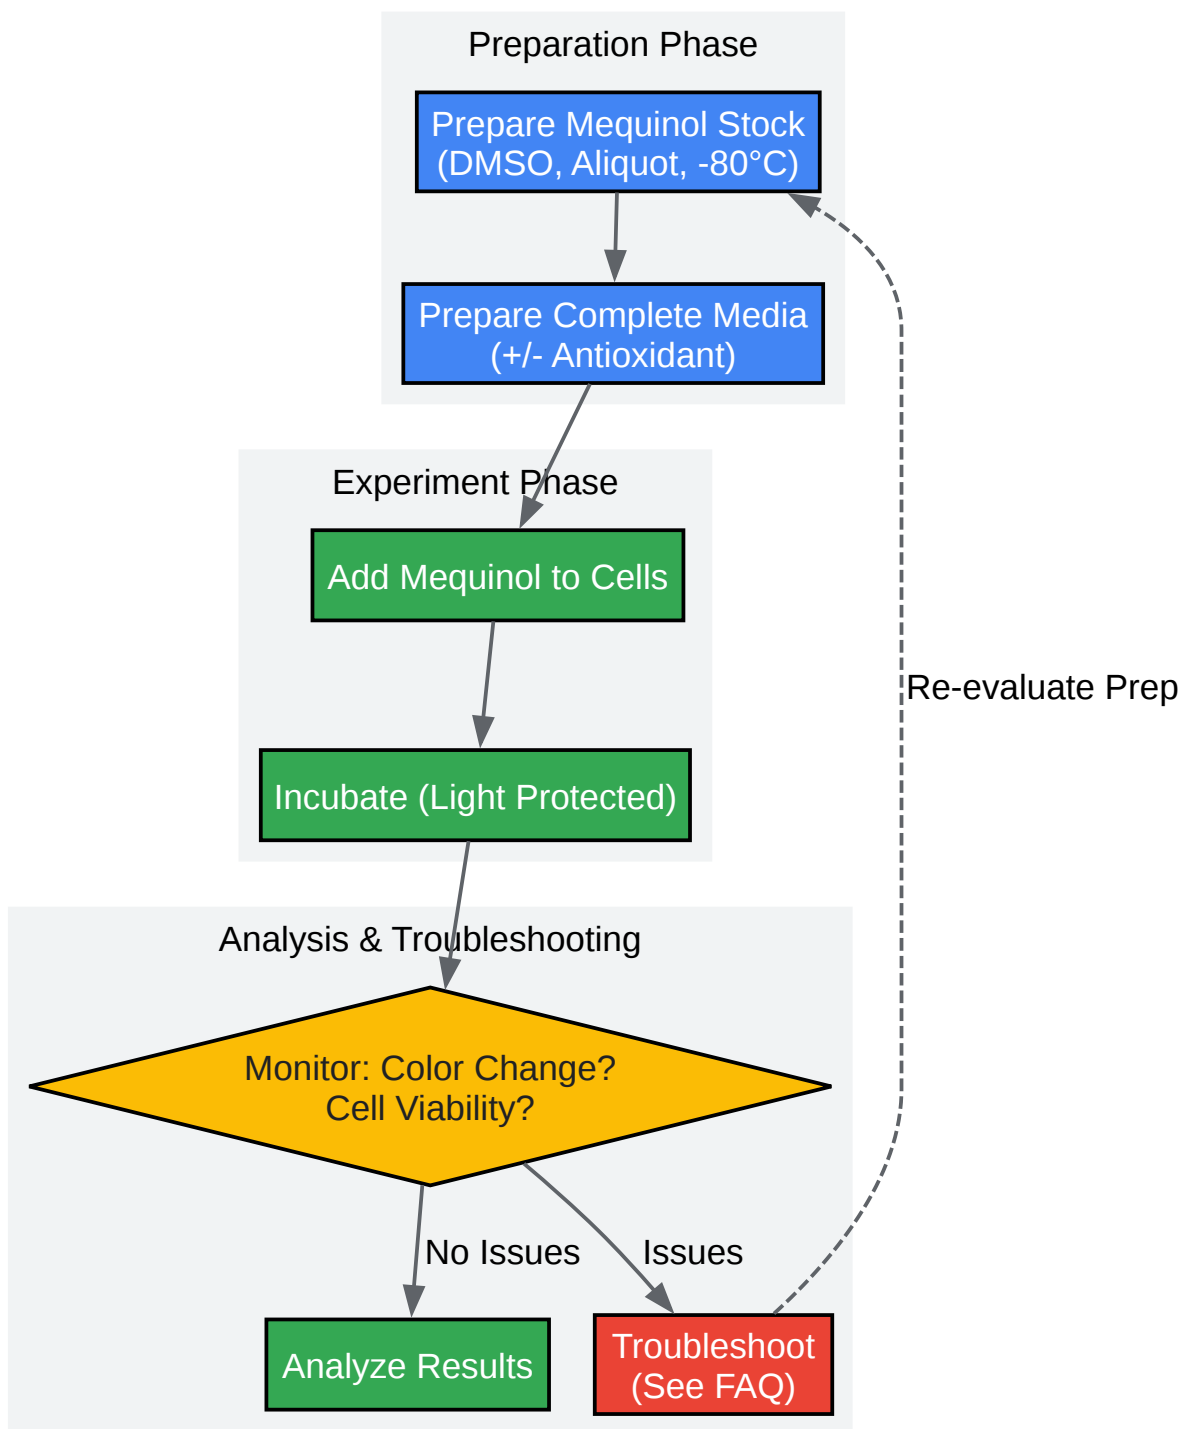 Preparation Phase
Prepare Mequinol Stock
(DMSO, Aliquot, -80°C)
Prepare Complete Media
(+/- Antioxidant)
Experiment Phase
Add Mequinol to Cells
Re-evaluate Prep
Incubate (Light Protected)
Analysis & Troubleshooting
Monitor: Color Change?
Cell Viability?
No Issues
Issues
Analyze Results
Troubleshoot
(See FAQ)